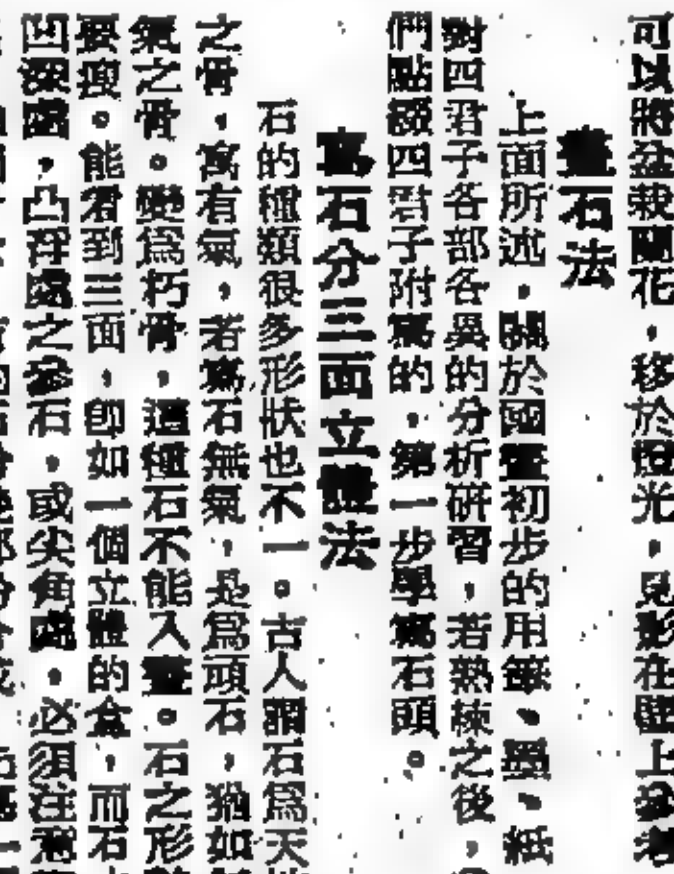 可以將盆栽蘭花，移於燈光，見影在壁上參考
畫石法
上面所述，關於國畫初步的用筆、墨、紙
對四君子各部各異的分析研習，若熟練之後，
們點綴四君子附寫的，第一步學寫石頭。
寫石分三面立體法
石的種類很多形狀也不一。古人謂石爲天地
之骨，寫有氣，若寫石無氣，是爲頑石，猶如無
氣之骨。變爲朽骨，這種石不能入畫。石之形
要瘦。能看到三面，卽如一個立體的盒，而石
凹深處，凸浮處之參石，或尖角處，必須注意